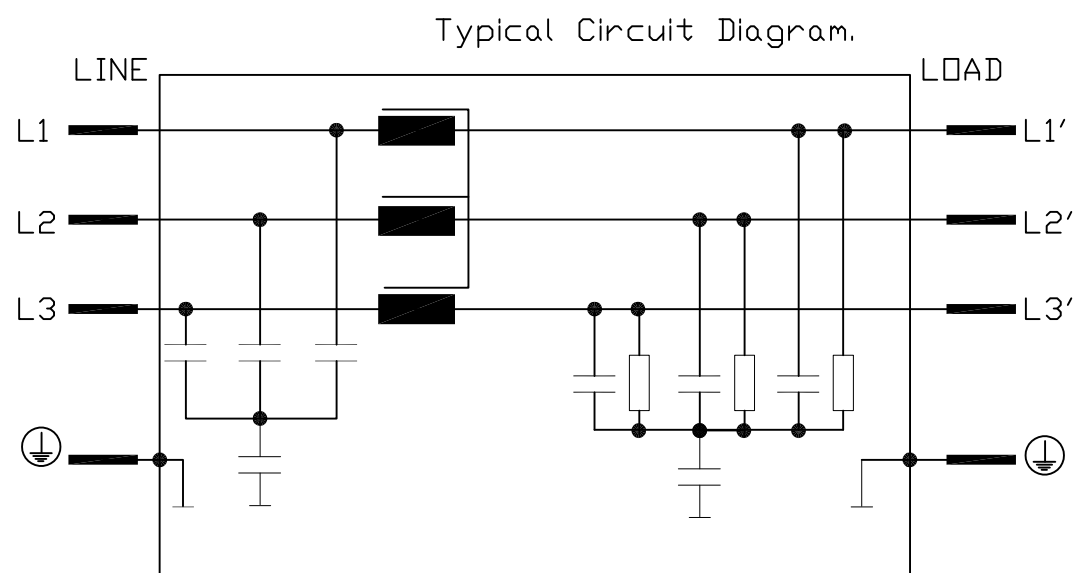 Typical Circuit Diagram.
LINE LOAD
L1 L1′
L2 L2′
L3 L3′